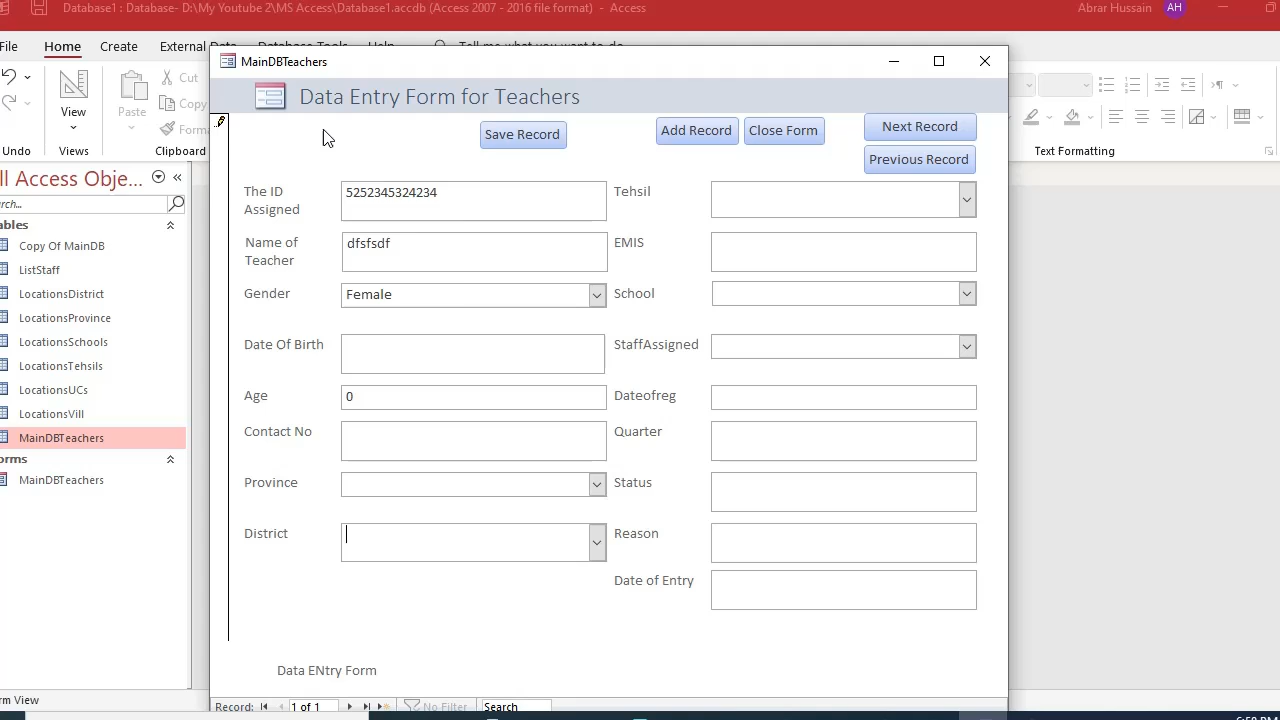 Database1 : Database- D:\My Youtube 2\MS Access\Database1.accdb (Access 2007 - 2016 file format) - Access
Abrar Hussain
AH
File
Home
Create
External Data
Database Tools
Help
Tell me what you want to do
View
Views
Paste
Cut
Copy
Clipboard
Undo
Text Formatting
MainDBTeachers
Data Entry Form for Teachers
Save Record
Add Record
Close Form
Next Record
Previous Record
ll Access Obje...
arch...
ables
Copy Of MainDB
ListStaff
LocationsDistrict
LocationsProvince
LocationsSchools
LocationsTehsils
LocationsUCs
LocationsVill
MainDBTeachers
orms
MainDBTeachers
The ID Assigned
5252345324234
Name of Teacher
dfsfsdf
Gender
Female
Date Of Birth
Age
0
Contact No
Province
District
Tehsil
EMIS
School
StaffAssigned
Dateofreg
Quarter
Status
Reason
Date of Entry
Data ENtry Form
Record:
1 of 1
No Filter
Search
rm View